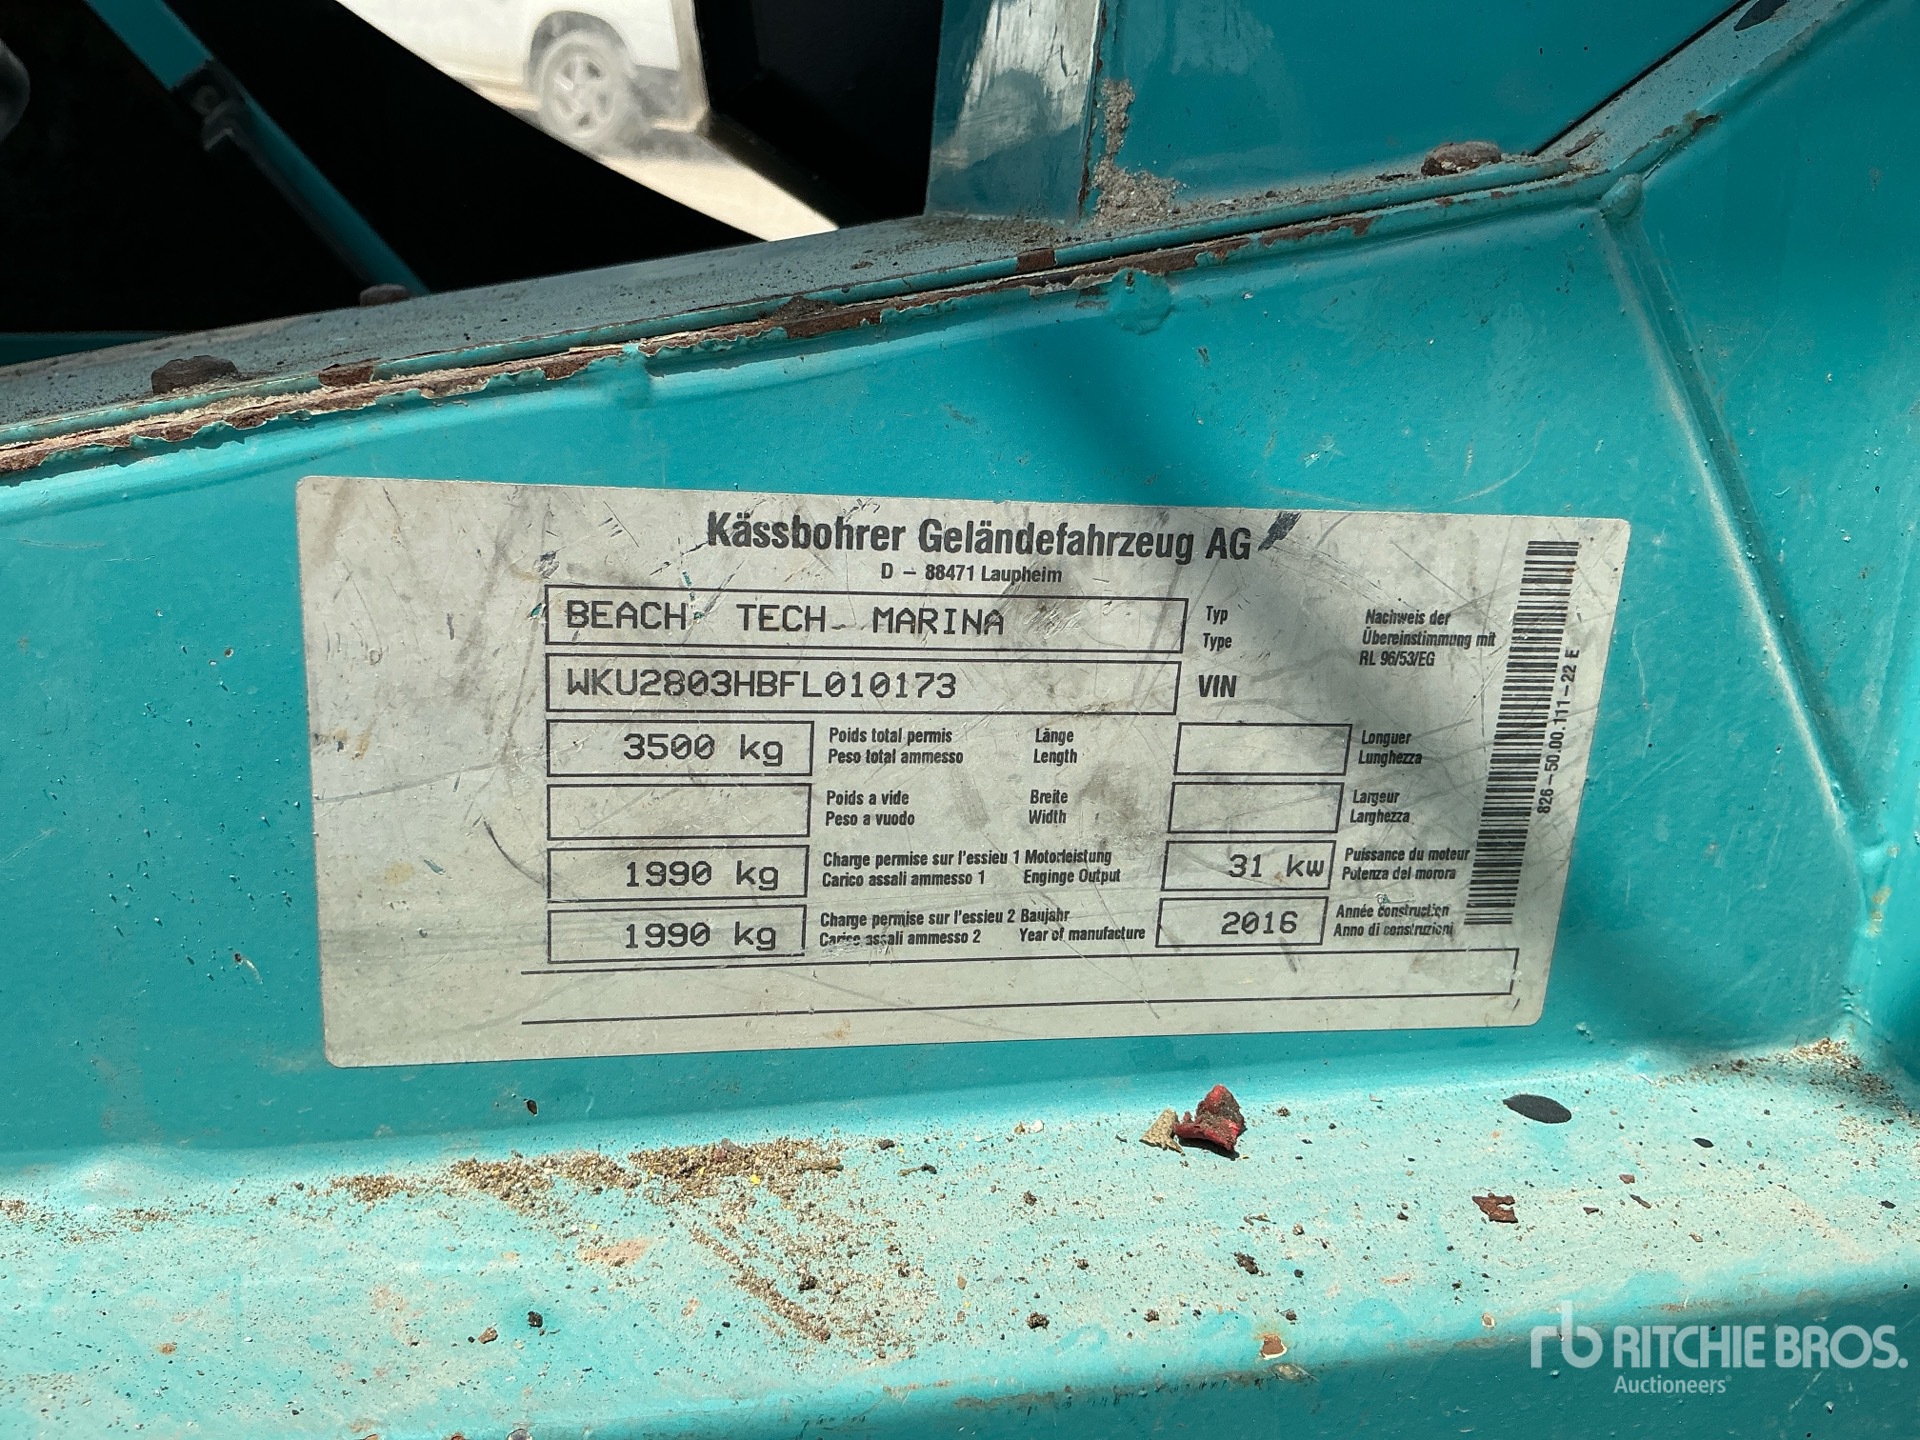 Kässbohrer Geländefahrzeug AG
D – 88471 Laupheim
BEACH TECH MARINA Typ
Type
Nachweis der
Übereinstimmung mit
RL 96/53/EG
WKU2803HBFL010173 VIN
3500 kg Poids total permis
Peso total ammesso
Länge
Length
Longuer
Lunghezza
Poids a vide
Peso a vuodo
Breite
Width
Largeur
Larghezza
1990 kg Charge permise sur l'essieu 1
Carico assali ammesso 1
Motorleistung
Enginge Output
31 kw Puissance du moteur
Potenza del morora
1990 kg Charge permise sur l'essieu 2
Carico assali ammesso 2
Baujahr
Year of manufacture
2016 Année construction
Anno di construzioni
826-50.00.111-22 E
rb RITCHIE BROS.
Auctioneers